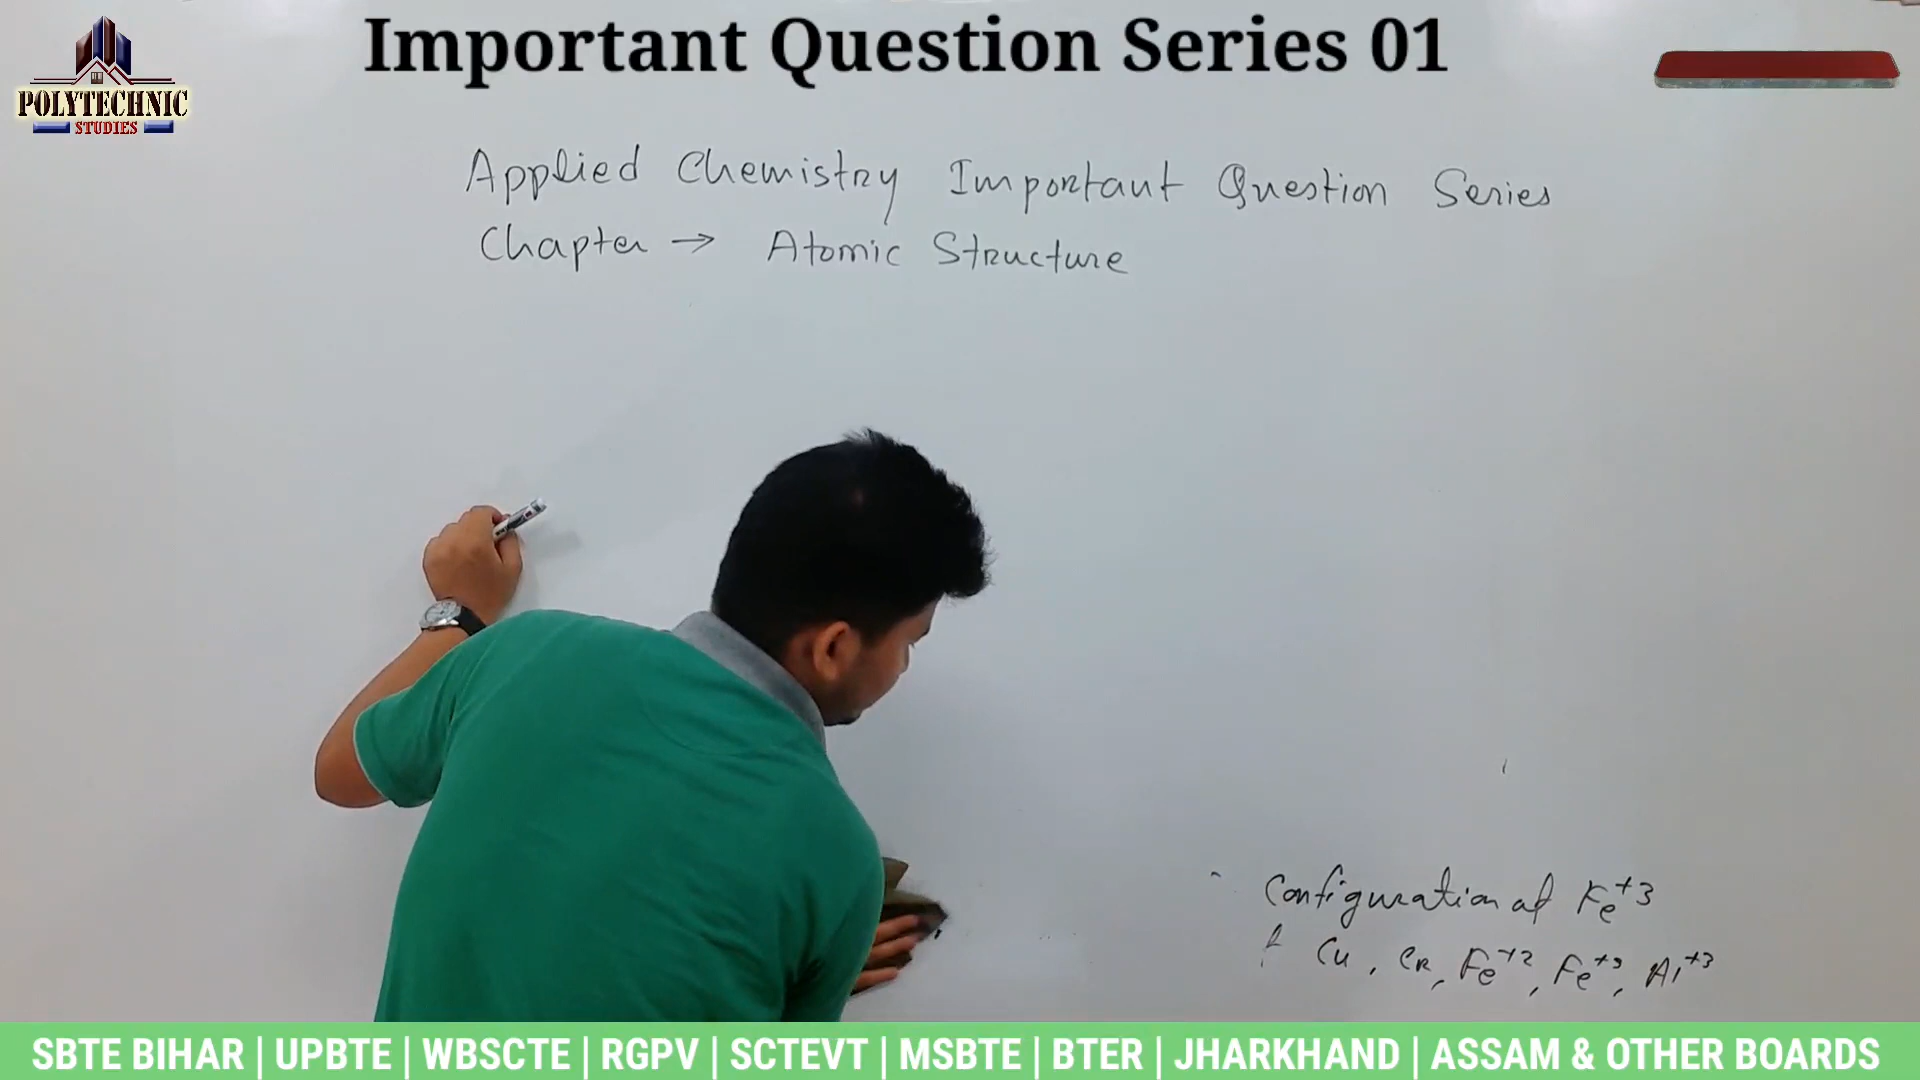 Important Question Series 01
POLYTECHNIC
STUDIES
Applied Chemistry Important Question Series
Chapter → Atomic Structure
Configuration of Fe+3
Cu, Cr, Fe+2, Fe+3, Al+3
SBTE BIHAR | UPBTE | WBSCTE | RGPV | SCTEVT | MSBTE | BTER | JHARKHAND | ASSAM & OTHER BOARDS